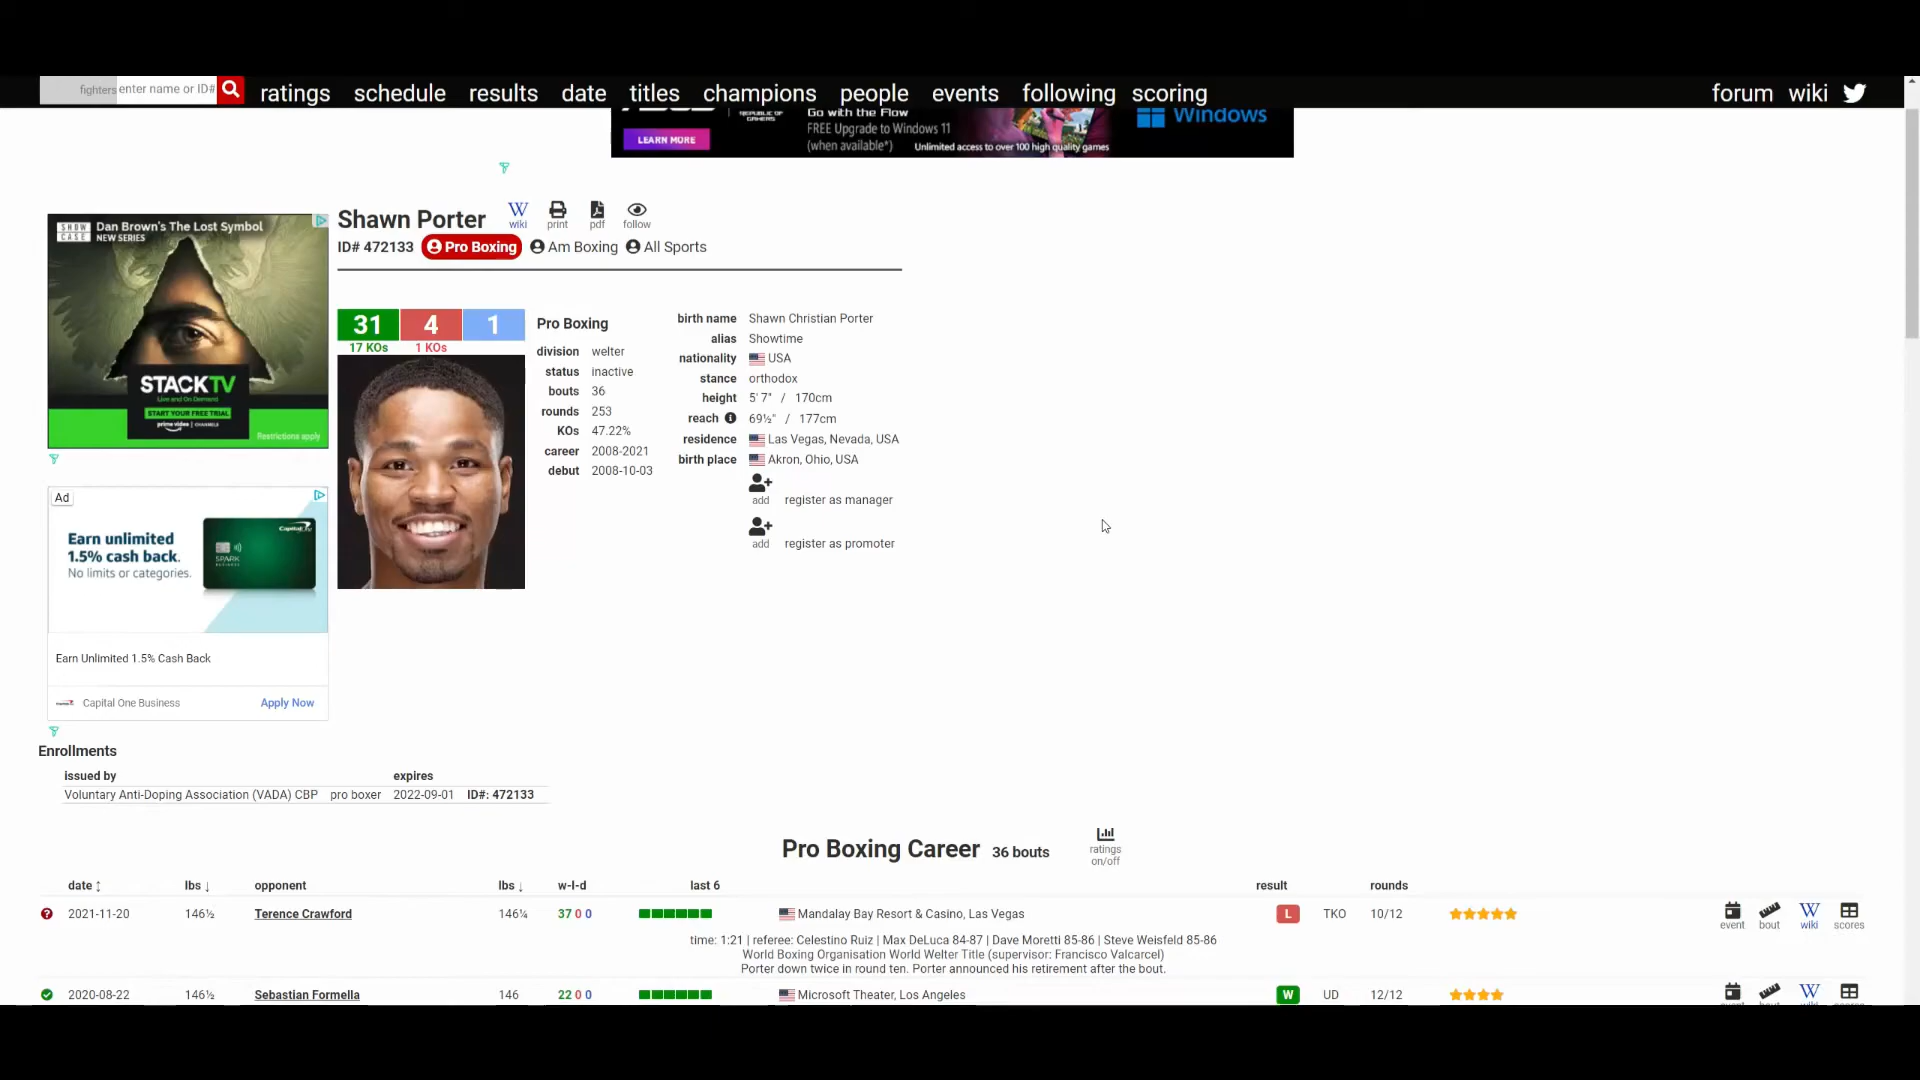 fighters enter name or ID# ratings schedule results date titles champions people events following scoring forum wiki
REPUBLIC OF GAMERS
LEARN MORE
Go with the Flow
FREE Upgrade to Windows 11
(when available*)
Unlimited access to over 100 high quality games
Windows
SHOW CASE
Dan Brown's The Lost Symbol
NEW SERIES
STACKTV
Live and On Demand
START YOUR FREE TRIAL
prime video | CHANNELS
Restrictions apply
Ad
Earn unlimited
1.5% cash back.
No limits or categories.
Capital One
SPARK
BUSINESS
Earn Unlimited 1.5% Cash Back
Capital One Business Apply Now
Shawn Porter
wiki print pdf follow
ID# 472133 Pro Boxing Am Boxing All Sports
31 4 1
17 KOs 1 KOs
Pro Boxing
division welter
status inactive
bouts 36
rounds 253
KOs 47.22%
career 2008-2021
debut 2008-10-03
birth name Shawn Christian Porter
alias Showtime
nationality USA
stance orthodox
height 5' 7" / 170cm
reach 69½" / 177cm
residence Las Vegas, Nevada, USA
birth place Akron, Ohio, USA
add register as manager
add register as promoter
Enrollments
issued by expires
Voluntary Anti-Doping Association (VADA) CBP pro boxer 2022-09-01 ID#: 472133
Pro Boxing Career 36 bouts
ratings
on/off
date lbs opponent lbs w-l-d last 6 result rounds
2021-11-20 146½ Terence Crawford 146¼ 37 0 0 Mandalay Bay Resort & Casino, Las Vegas L TKO 10/12
event bout wiki scores
time: 1:21 | referee: Celestino Ruiz | Max DeLuca 84-87 | Dave Moretti 85-86 | Steve Weisfeld 85-86
World Boxing Organisation World Welter Title (supervisor: Francisco Valcarcel)
Porter down twice in round ten. Porter announced his retirement after the bout.
2020-08-22 146½ Sebastian Formella 146 22 0 0 Microsoft Theater, Los Angeles W UD 12/12